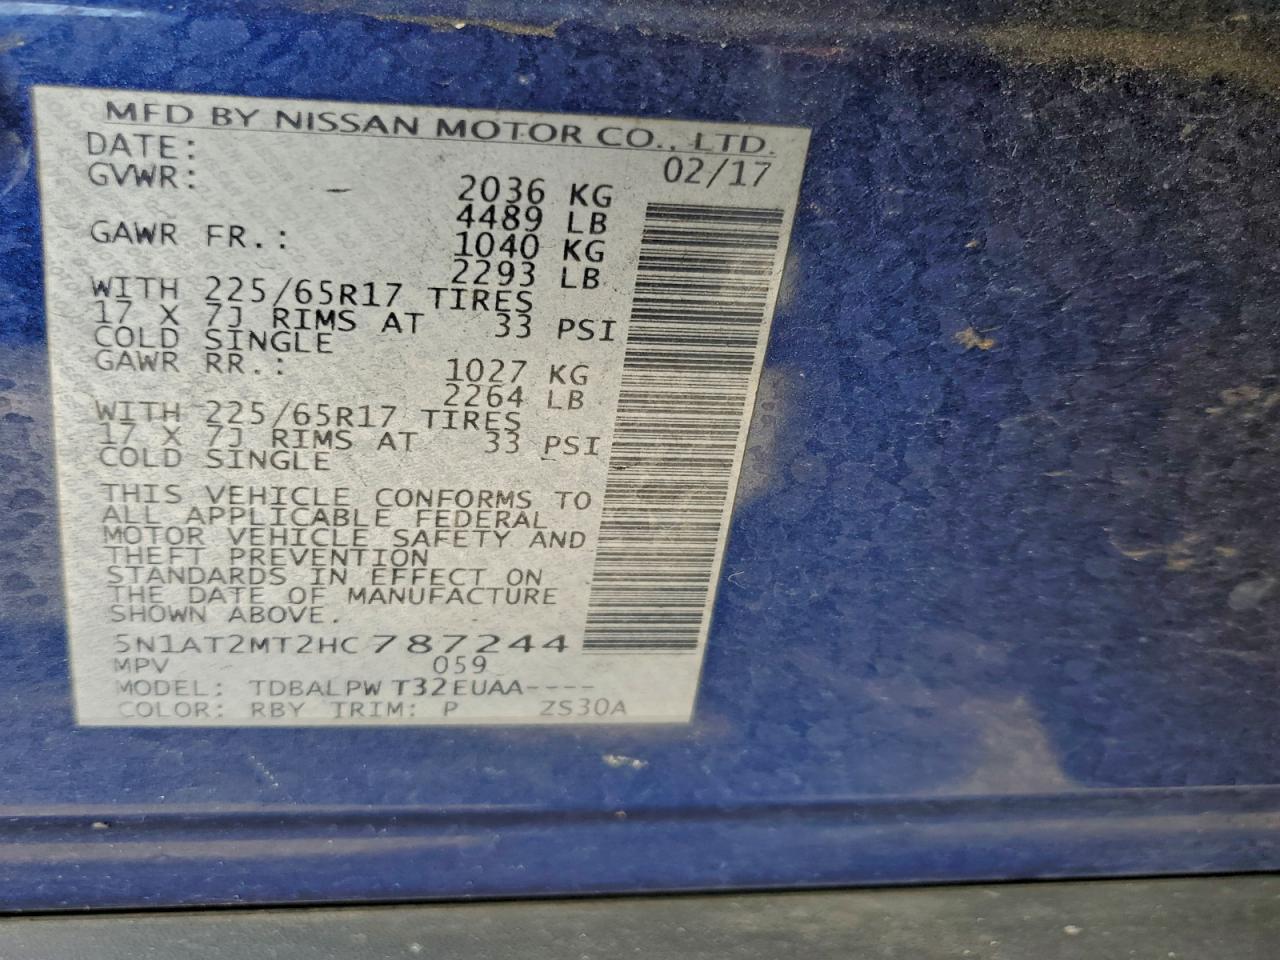 MFD BY NISSAN MOTOR CO., LTD.
DATE: 02/17
GVWR: 2036 KG
4489 LB
GAWR FR.: 1040 KG
2293 LB
WITH 225/65R17 TIRES
17 X 7J RIMS AT 33 PSI
COLD SINGLE
GAWR RR.: 1027 KG
2264 LB
WITH 225/65R17 TIRES
17 X 7J RIMS AT 33 PSI
COLD SINGLE
THIS VEHICLE CONFORMS TO
ALL APPLICABLE FEDERAL
MOTOR VEHICLE SAFETY AND
THEFT PREVENTION
STANDARDS IN EFFECT ON
THE DATE OF MANUFACTURE
SHOWN ABOVE.
5N1AT2MT2HC787244
MPV 059
MODEL: TDBALPWT32EUAA----
COLOR: RBY TRIM: P ZS30A